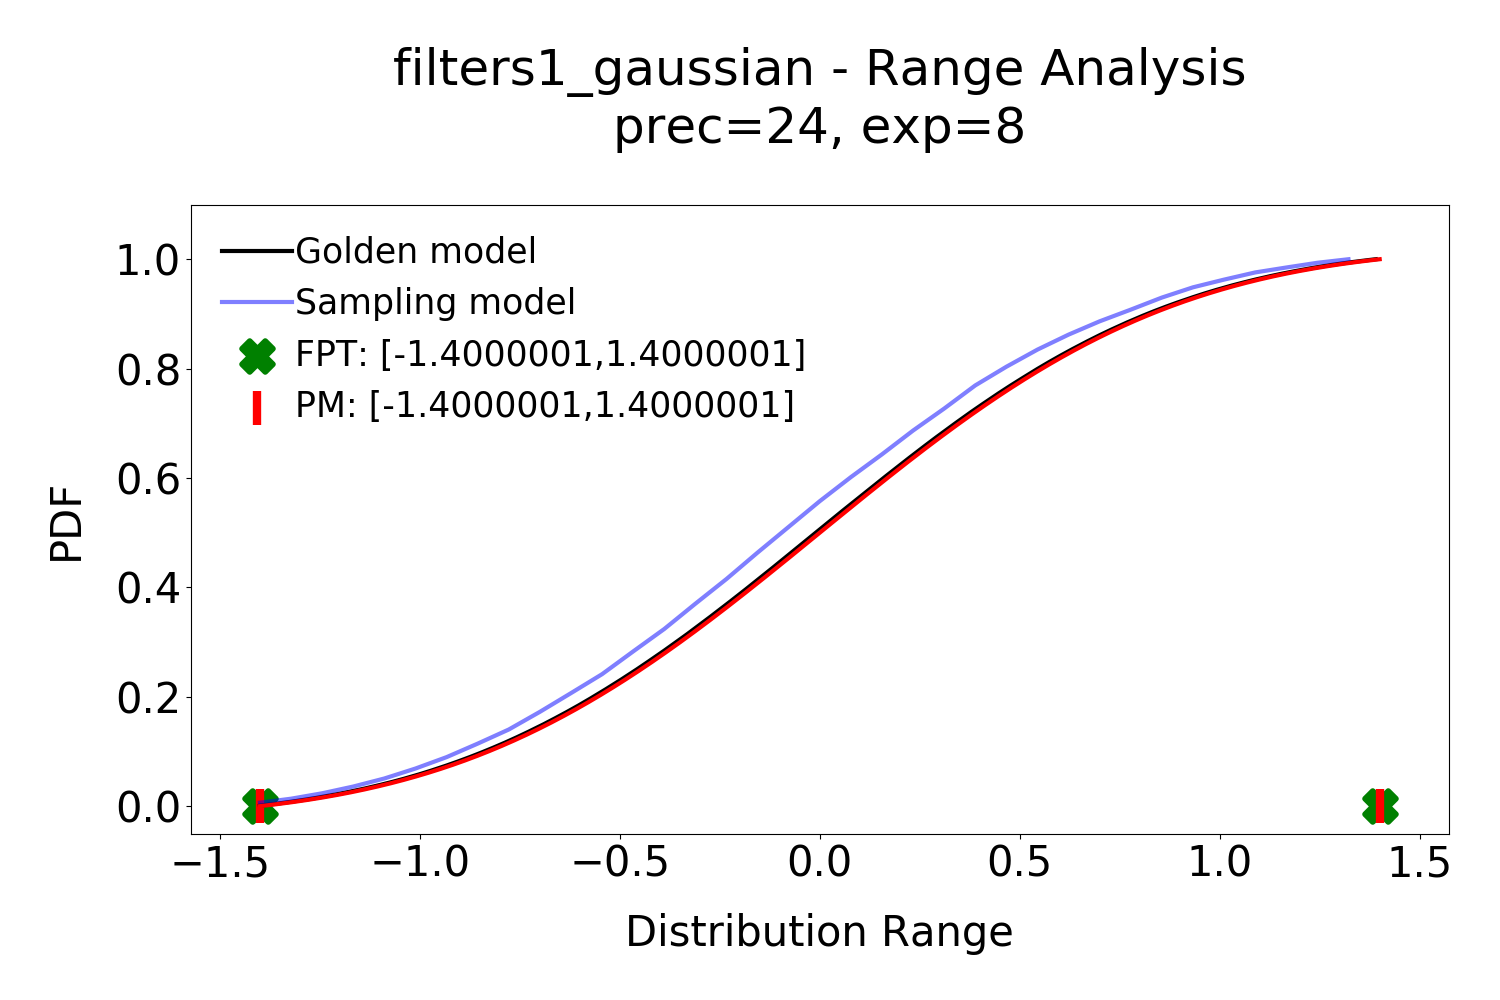 filters1_gaussian - Range Analysis
prec=24, exp=8
Golden model
Sampling model
FPT: [-1.4000001,1.4000001]
PM: [-1.4000001,1.4000001]
1.0
0.8
0.6
0.4
0.2
0.0
PDF
−1.5 −1.0 −0.5 0.0 0.5 1.0 1.5
Distribution Range